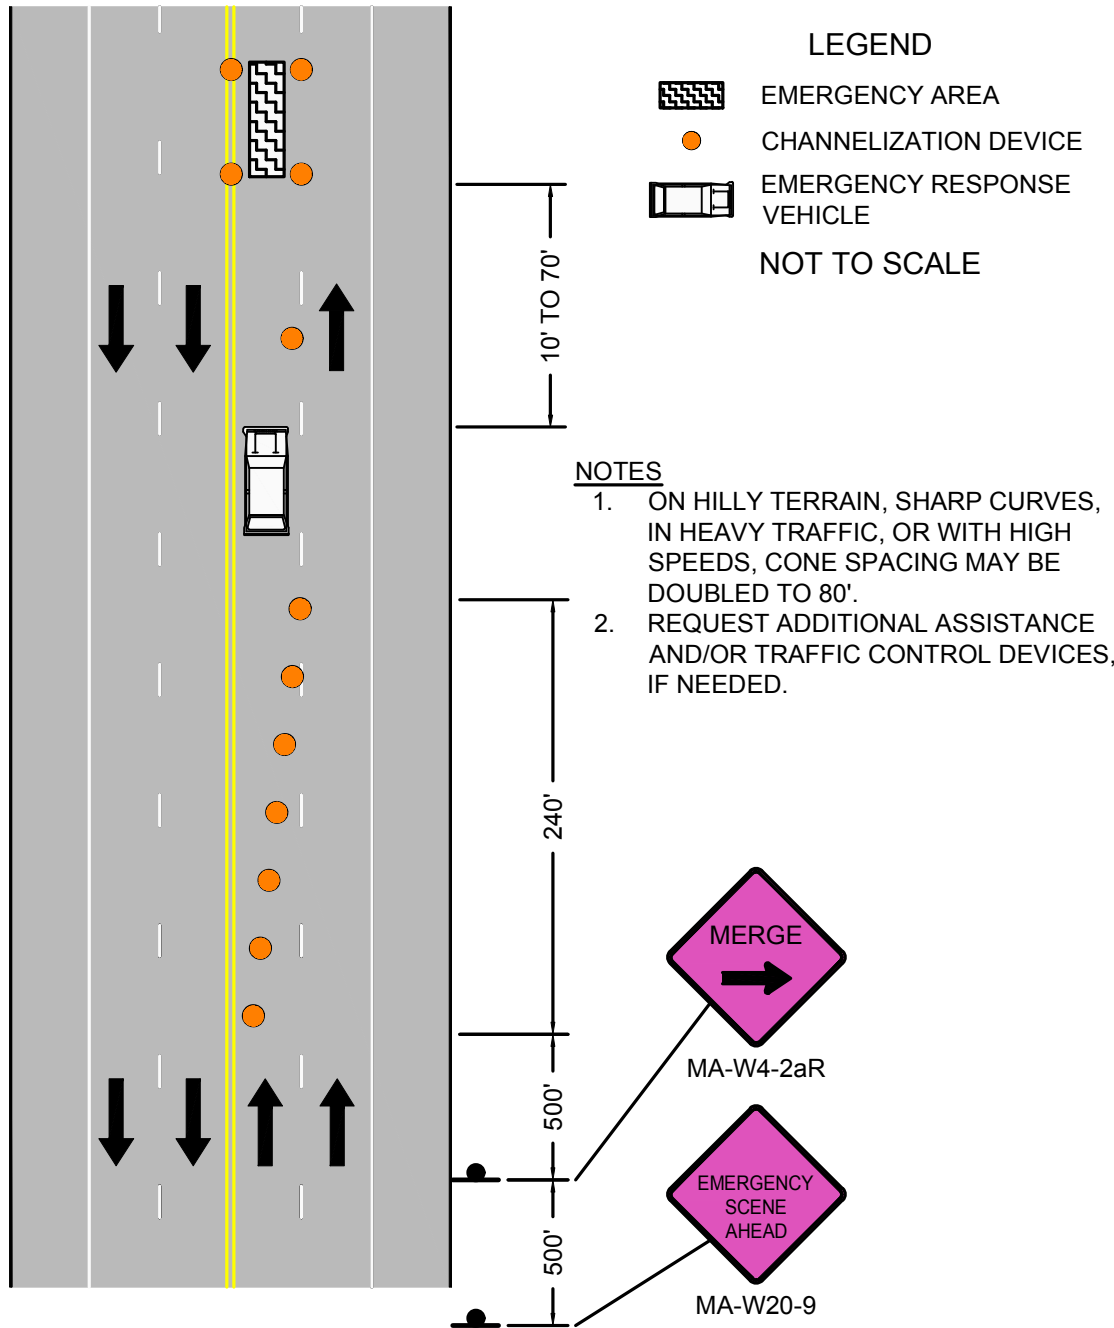 LEGEND
EMERGENCY AREA
CHANNELIZATION DEVICE
EMERGENCY RESPONSE
VEHICLE
NOT TO SCALE
10' TO 70'
NOTES
1. ON HILLY TERRAIN, SHARP CURVES,
IN HEAVY TRAFFIC, OR WITH HIGH
SPEEDS, CONE SPACING MAY BE
DOUBLED TO 80'.
2. REQUEST ADDITIONAL ASSISTANCE
AND/OR TRAFFIC CONTROL DEVICES,
IF NEEDED.
240'
MERGE
MA-W4-2aR
500'
EMERGENCY
SCENE
AHEAD
500'
MA-W20-9